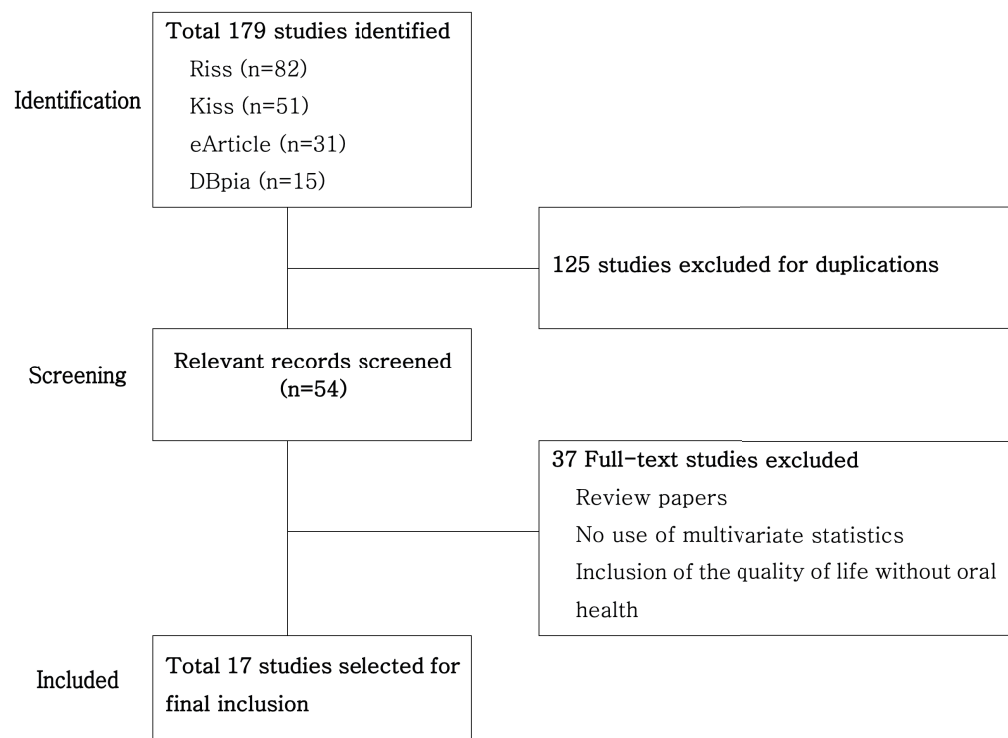 Total 179 studies identified
Riss (n=82)
Kiss (n=51)
eArticle (n=31)
DBpia (n=15)
Identification
125 studies excluded for duplications
Relevant records screened
(n=54)
Screening
37 Full-text studies excluded
Review papers
No use of multivariate statistics
Inclusion of the quality of life without oral
health
Total 17 studies selected for
final inclusion
Included